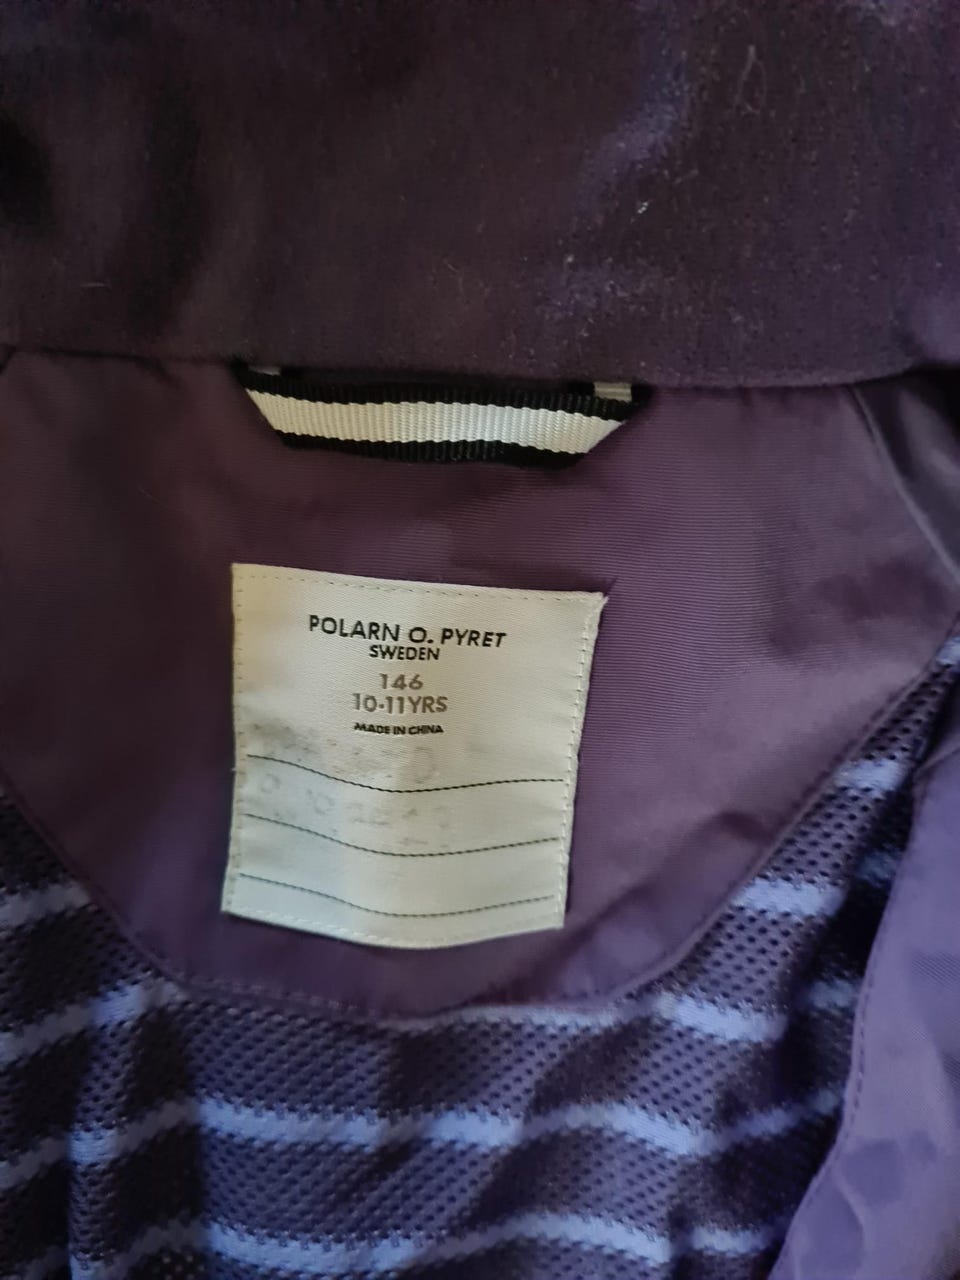 POLARN O. PYRET
SWEDEN
146
10-11YRS
MADE IN CHINA